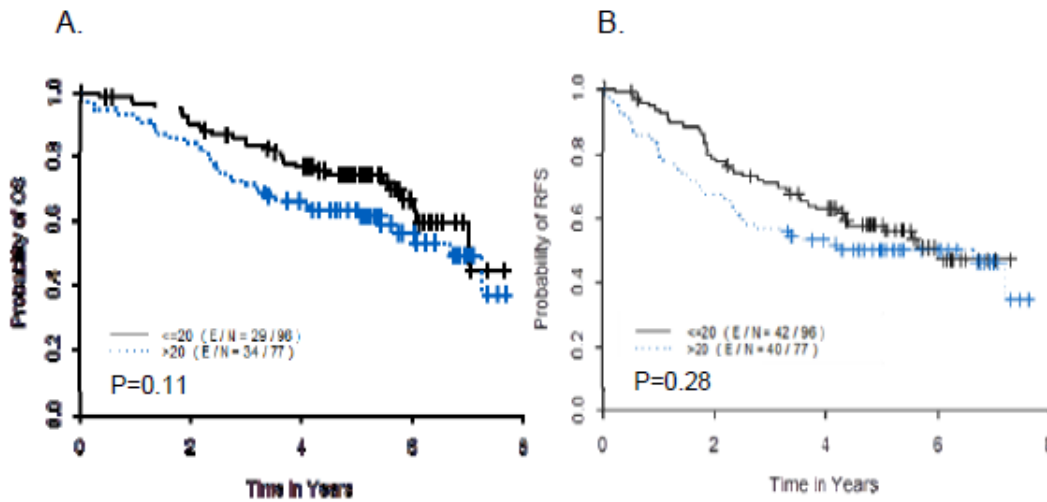 A.
B.
Probability of OS
1.0
0.8
0.6
0.4
0.2
0.0
<=20 ( E / N = 29 / 96 )
>20 ( E / N = 34 / 77 )
P=0.11
0 2 4 6 8
Time in Years
Probability of RFS
1.0
0.8
0.6
0.4
0.2
0.0
<=20 ( E / N = 42 / 96 )
>20 ( E / N = 40 / 77 )
P=0.28
0 2 4 6 8
Time in Years